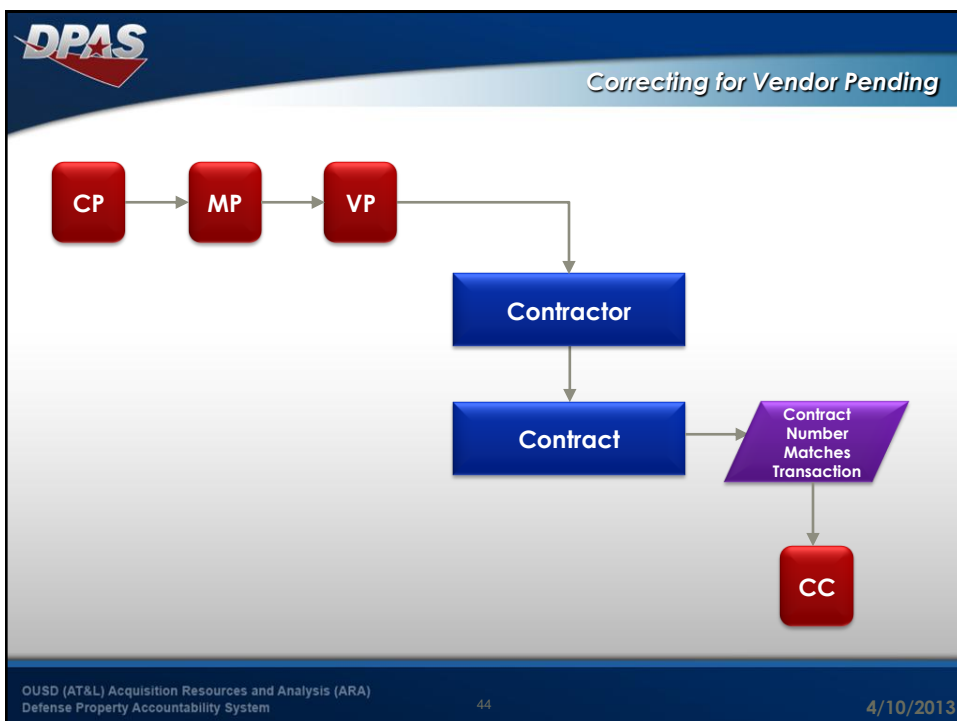 DPAS
Correcting for Vendor Pending
CP
MP
VP
Contractor
Contract
Contract
Number
Matches
Transaction
CC
OUSD (AT&L) Acquisition Resources and Analysis (ARA)
Defense Property Accountability System
44
4/10/2013